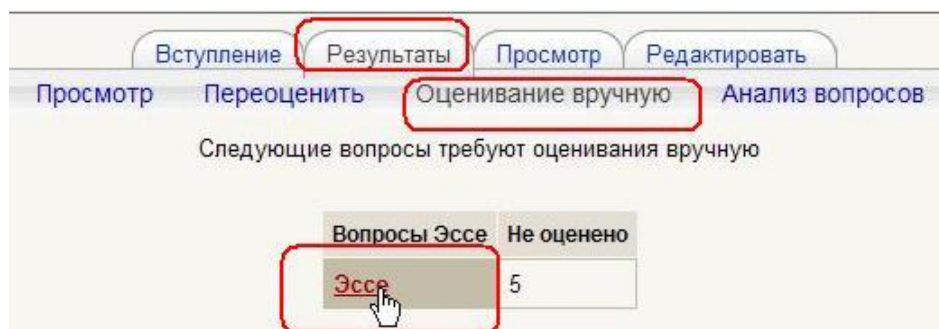 Вступление Результаты Просмотр Редактировать
Просмотр Переоценить Оценивание вручную Анализ вопросов
Следующие вопросы требуют оценивания вручную
Вопросы Эссе Не оценено
Эссе 5